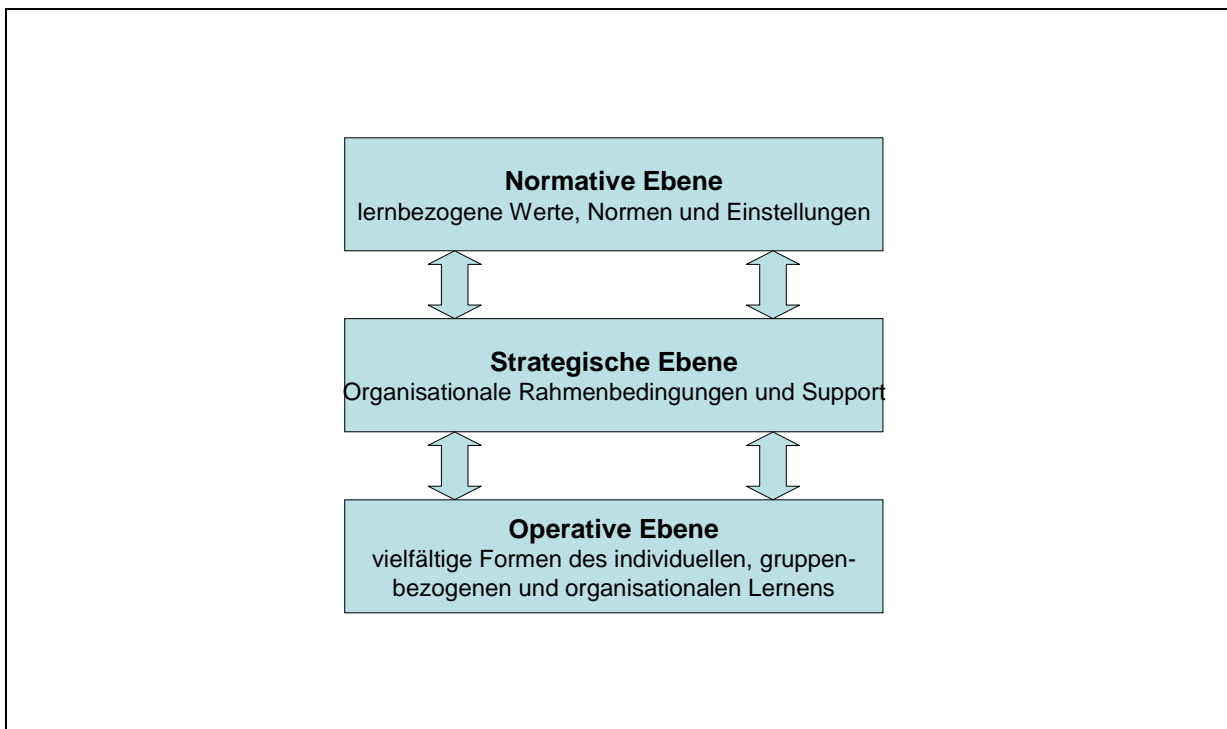 Normative Ebene
lernbezogene Werte, Normen und Einstellungen
Strategische Ebene
Organisationale Rahmenbedingungen und Support
Operative Ebene
vielfältige Formen des individuellen, gruppen-
bezogenen und organisationalen Lernens